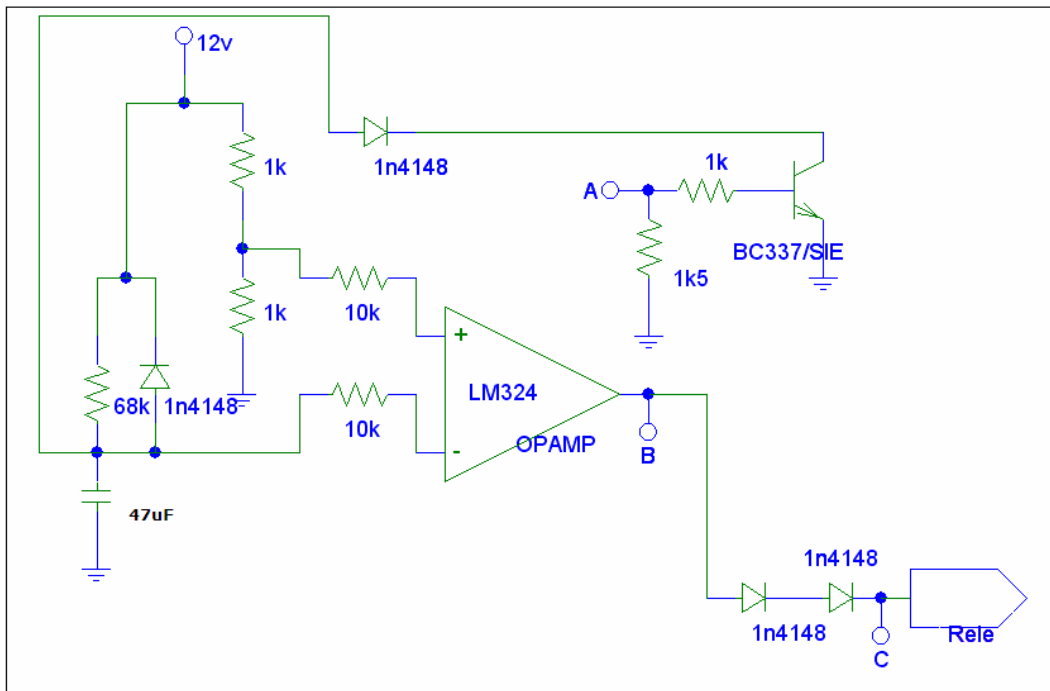 12v
1n4148
1k
1k
A
BC337/SIE
1k5
1k
10k
+
LM324
68k
1n4148
10k
OPAMP
-
B
47uF
1n4148
1n4148
Rele
C